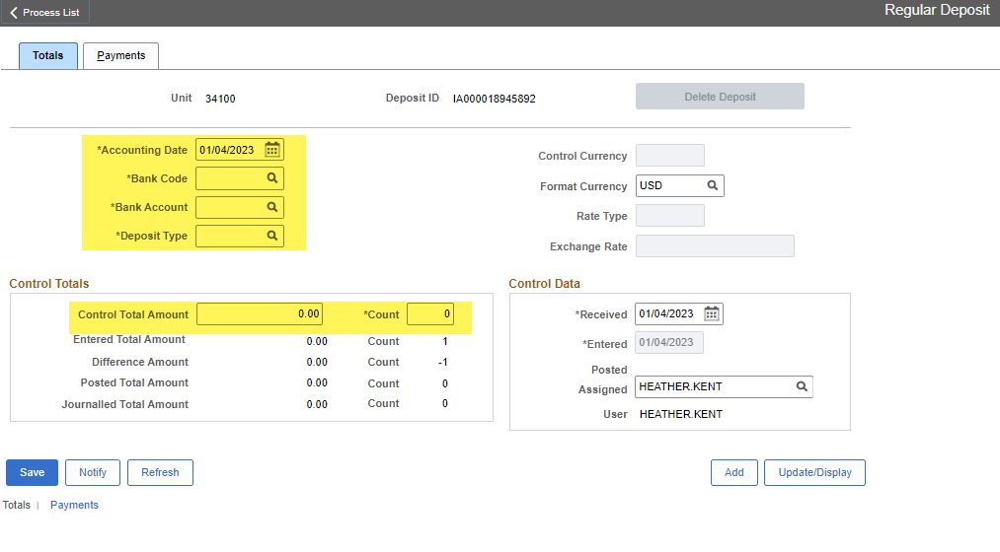 Process List
Regular Deposit
Totals Payments
Unit 34100 Deposit ID IA000018945892 Delete Deposit
*Accounting Date 01/04/2023
*Bank Code
*Bank Account
*Deposit Type
Control Currency
Format Currency USD
Rate Type
Exchange Rate
Control Totals
Control Total Amount 0.00 *Count 0
Entered Total Amount 0.00 Count 1
Difference Amount 0.00 Count -1
Posted Total Amount 0.00 Count 0
Journalled Total Amount 0.00 Count 0
Control Data
*Received 01/04/2023
*Entered 01/04/2023
Posted
Assigned HEATHER.KENT
User HEATHER.KENT
Save Notify Refresh Add Update/Display
Totals | Payments